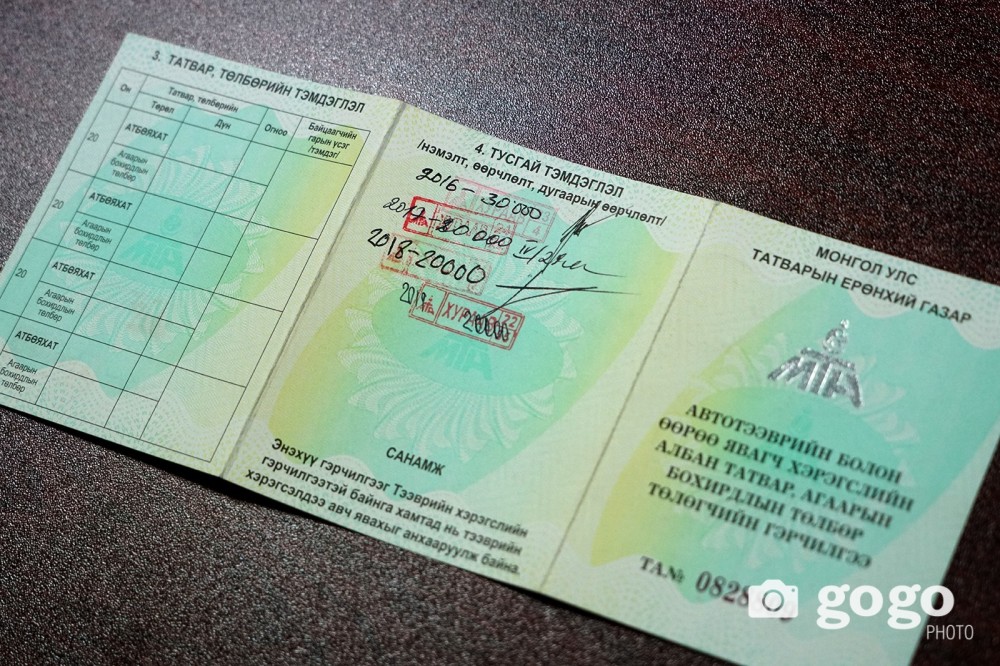 3. ТАТВАР, ТӨЛБӨРИЙН ТЭМДЭГЛЭЛ
Он
Татвар, төлбөрийн
Төрөл
Дүн
Огноо
Байцаагчийн
гарын үсэг
/тэмдэг/
20
АТБӨЯХАТ
Агаарын
бохирдлын
төлбөр
20
АТБӨЯХАТ
Агаарын
бохирдлын
төлбөр
20
АТБӨЯХАТ
Агаарын
бохирдлын
төлбөр
АТБӨЯХАТ
Агаарын
бохирдлын
төлбөр
4. ТУСГАЙ ТЭМДЭГЛЭЛ
/нэмэлт, өөрчлөлт, дугаарын өөрчлөлт/
2016 - 30000
2018 - 20000
22
20000
МТА
САНАМЖ
Энэхүү гэрчилгээг Тээврийн хэрэгслийн
гэрчилгээтэй байнга хамтад нь тээврийн
хэрэгсэлдээ авч явахыг анхааруулж байна.
МОНГОЛ УЛС
ТАТВАРЫН ЕРӨНХИЙ ГАЗАР
МТА
АВТОТЭЭВРИЙН БОЛОН
ӨӨРӨӨ ЯВАГЧ ХЭРЭГСЛИЙН
АЛБАН ТАТВАР, АГААРЫН
БОХИРДЛЫН ТӨЛБӨР
ТӨЛӨГЧИЙН ГЭРЧИЛГЭЭ
ТА№ 082
gogo
PHOTO